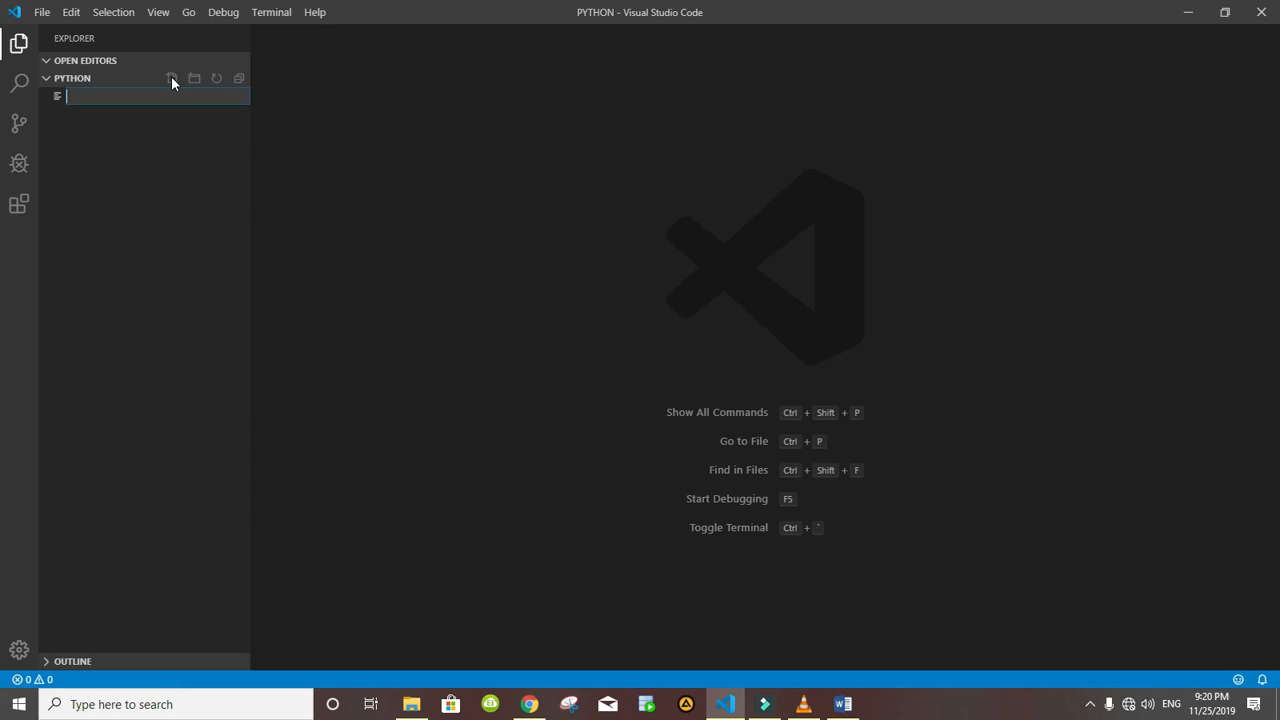 File Edit Selection View Go Debug Terminal Help PYTHON - Visual Studio Code
EXPLORER
OPEN EDITORS
PYTHON
Show All Commands Ctrl + Shift + P
Go to File Ctrl + P
Find in Files Ctrl + Shift + F
Start Debugging F5
Toggle Terminal Ctrl + `
OUTLINE
0 0
Type here to search
ENG
9:20 PM
11/25/2019